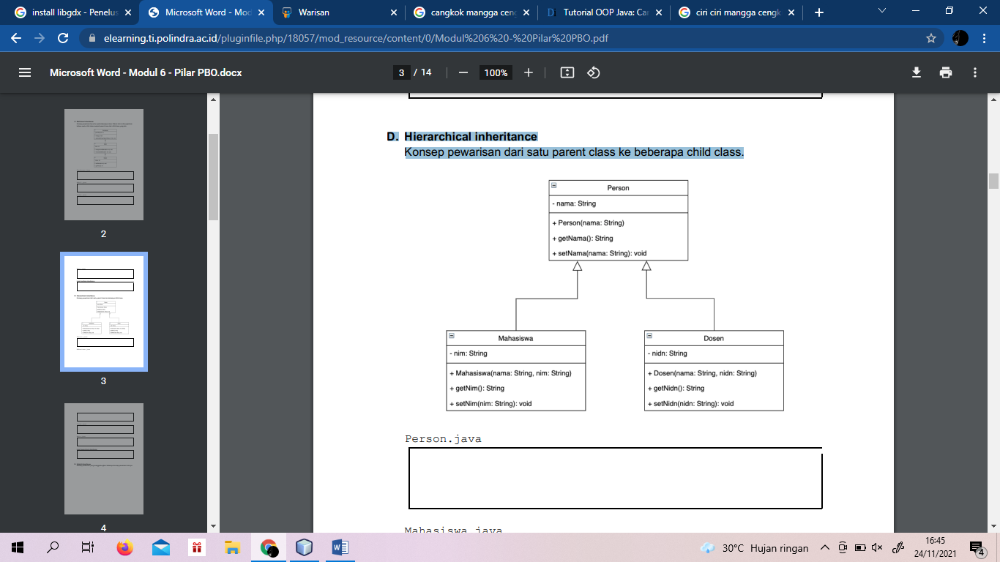 install libgdx - Penelus
Microsoft Word - Mod
Warisan
cangkok mangga ceng
Tutorial OOP Java: Car
ciri ciri mangga cengk
elearning.ti.polindra.ac.id/pluginfile.php/18057/mod_resource/content/0/Modul%206%20-%20Pilar%20PBO.pdf
Microsoft Word - Modul 6 - Pilar PBO.docx
3 / 14
100%
2
3
4
D. Hierarchical inheritance
Konsep pewarisan dari satu parent class ke beberapa child class.
Person
- nama: String
+ Person(nama: String)
+ getNama(): String
+ setNama(nama: String): void
Mahasiswa
- nim: String
+ Mahasiswa(nama: String, nim: String)
+ getNim(): String
+ setNim(nim: String): void
Dosen
- nidn: String
+ Dosen(nama: String, nidn: String)
+ getNidn(): String
+ setNidn(nidn: String): void
Person.java
Mahasiswa.java
30°C Hujan ringan
16:45
24/11/2021
4